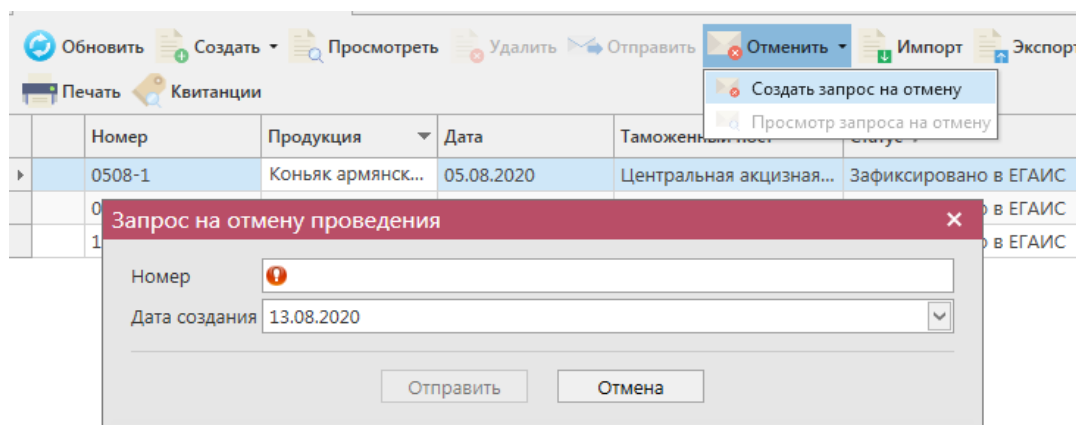 Обновить Создать Просмотреть Удалить Отправить Отменить Импорт Экспорт
Печать Квитанции
Создать запрос на отмену
Просмотр запроса на отмену
Номер Продукция Дата Таможенный пост Статус
0508-1 Коньяк армянск... 05.08.2020 Центральная акцизная... Зафиксировано в ЕГАИС
0 о в ЕГАИС
1 о в ЕГАИС
Запрос на отмену проведения
Номер
Дата создания 13.08.2020
Отправить Отмена